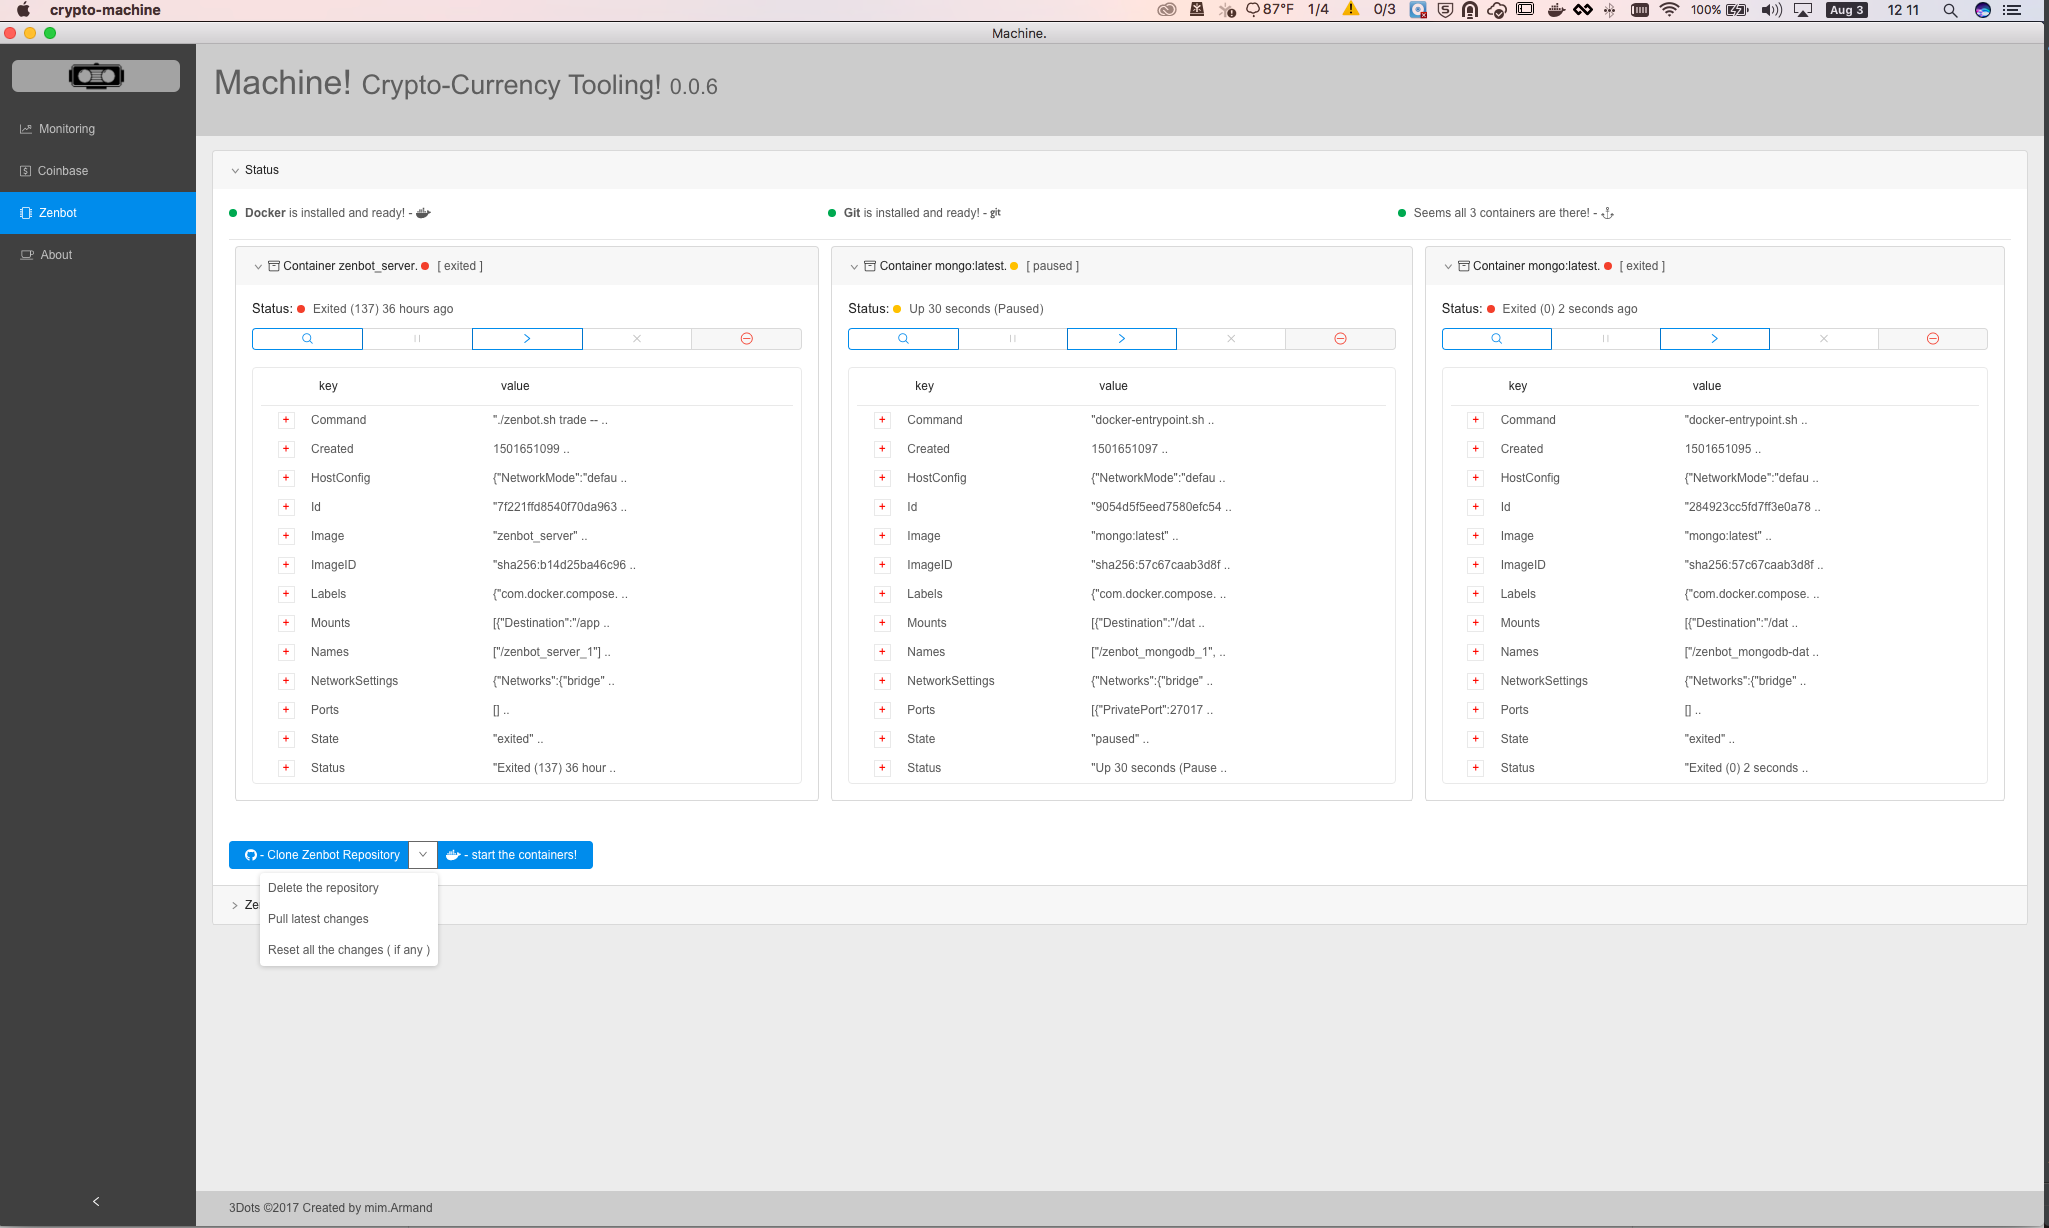 crypto-machine 87°F 1/4 0/3 100% Aug 3 12 11
Machine.
Machine! Crypto-Currency Tooling! 0.0.6
Monitoring
Coinbase
Zenbot
About
Status
Docker is installed and ready! -
Git is installed and ready! - git
Seems all 3 containers are there! -
Container zenbot_server. [ exited ]
Status: Exited (137) 36 hours ago
key value
+ Command "./zenbot.sh trade -- ..
+ Created 1501651099 ..
+ HostConfig {"NetworkMode":"defau ..
+ Id "7f221ffd8540f70da963 ..
+ Image "zenbot_server" ..
+ ImageID "sha256:b14d25ba46c96 ..
+ Labels {"com.docker.compose. ..
+ Mounts [{"Destination":"/app ..
+ Names ["/zenbot_server_1"] ..
+ NetworkSettings {"Networks":{"bridge" ..
+ Ports [] ..
+ State "exited" ..
+ Status "Exited (137) 36 hour ..
Container mongo:latest. [ paused ]
Status: Up 30 seconds (Paused)
key value
+ Command "docker-entrypoint.sh ..
+ Created 1501651097 ..
+ HostConfig {"NetworkMode":"defau ..
+ Id "9054d5f5eed7580efc54 ..
+ Image "mongo:latest" ..
+ ImageID "sha256:57c67caab3d8f ..
+ Labels {"com.docker.compose. ..
+ Mounts [{"Destination":"/dat ..
+ Names ["/zenbot_mongodb_1", ..
+ NetworkSettings {"Networks":{"bridge" ..
+ Ports [{"PrivatePort":27017 ..
+ State "paused" ..
+ Status "Up 30 seconds (Pause ..
Container mongo:latest. [ exited ]
Status: Exited (0) 2 seconds ago
key value
+ Command "docker-entrypoint.sh ..
+ Created 1501651095 ..
+ HostConfig {"NetworkMode":"defau ..
+ Id "284923cc5fd7ff3e0a78 ..
+ Image "mongo:latest" ..
+ ImageID "sha256:57c67caab3d8f ..
+ Labels {"com.docker.compose. ..
+ Mounts [{"Destination":"/dat ..
+ Names ["/zenbot_mongodb-dat ..
+ NetworkSettings {"Networks":{"bridge" ..
+ Ports [] ..
+ State "exited" ..
+ Status "Exited (0) 2 seconds ..
- Clone Zenbot Repository
- start the containers!
Delete the repository
Ze
Pull latest changes
Reset all the changes ( if any )
3Dots ©2017 Created by mim.Armand